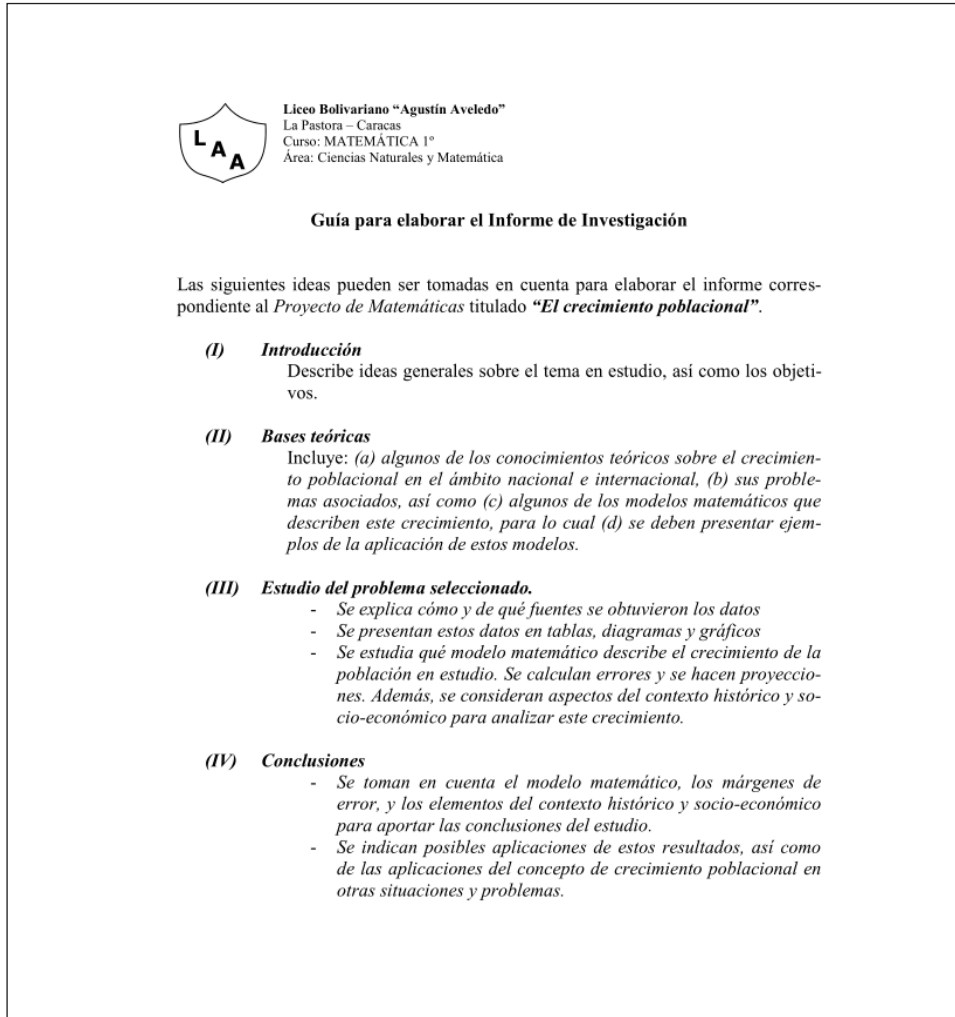 L
A
A
Liceo Bolivariano “Agustín Aveledo”
La Pastora – Caracas
Curso: MATEMÁTICA 1º
Área: Ciencias Naturales y Matemática
Guía para elaborar el Informe de Investigación
Las siguientes ideas pueden ser tomadas en cuenta para elaborar el informe corres-
pondiente al Proyecto de Matemáticas titulado “El crecimiento poblacional”.
(I) Introducción
Describe ideas generales sobre el tema en estudio, así como los objeti-
vos.
(II) Bases teóricas
Incluye: (a) algunos de los conocimientos teóricos sobre el crecimien-
to poblacional en el ámbito nacional e internacional, (b) sus proble-
mas asociados, así como (c) algunos de los modelos matemáticos que
describen este crecimiento, para lo cual (d) se deben presentar ejem-
plos de la aplicación de estos modelos.
(III) Estudio del problema seleccionado.
- Se explica cómo y de qué fuentes se obtuvieron los datos
- Se presentan estos datos en tablas, diagramas y gráficos
- Se estudia qué modelo matemático describe el crecimiento de la
población en estudio. Se calculan errores y se hacen proyeccio-
nes. Además, se consideran aspectos del contexto histórico y so-
cio-económico para analizar este crecimiento.
(IV) Conclusiones
- Se toman en cuenta el modelo matemático, los márgenes de
error, y los elementos del contexto histórico y socio-económico
para aportar las conclusiones del estudio.
- Se indican posibles aplicaciones de estos resultados, así como
de las aplicaciones del concepto de crecimiento poblacional en
otras situaciones y problemas.